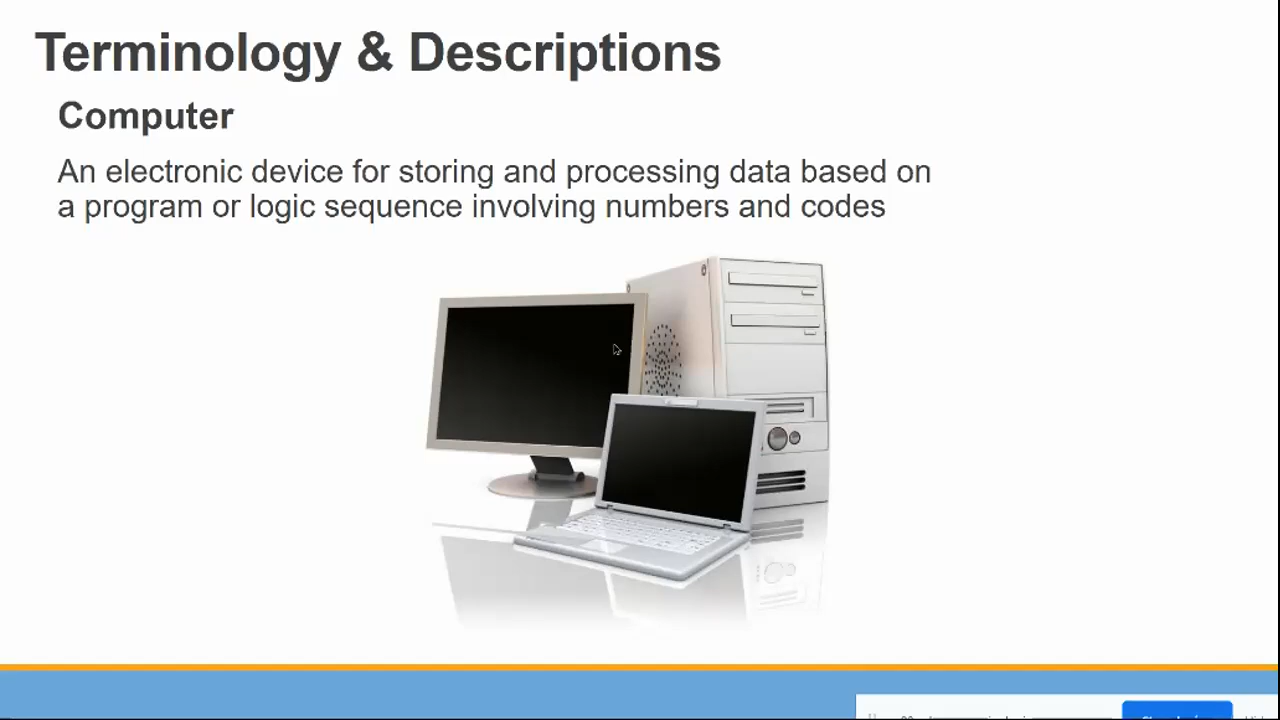 Terminology & Descriptions
Computer
An electronic device for storing and processing data based on
a program or logic sequence involving numbers and codes